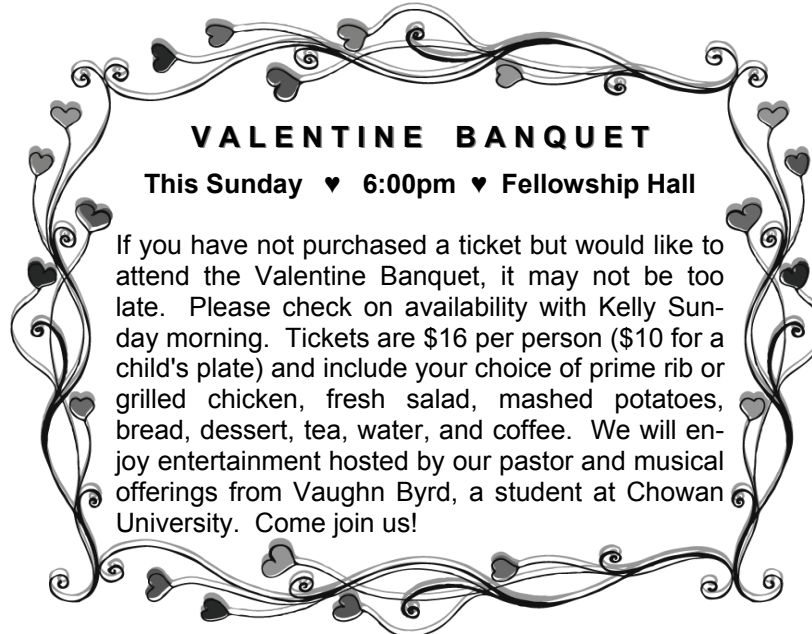 VALENTINE BANQUET
This Sunday ♥ 6:00pm ♥ Fellowship Hall
If you have not purchased a ticket but would like to
attend the Valentine Banquet, it may not be too
late. Please check on availability with Kelly Sun-
day morning. Tickets are $16 per person ($10 for a
child's plate) and include your choice of prime rib or
grilled chicken, fresh salad, mashed potatoes,
bread, dessert, tea, water, and coffee. We will en-
joy entertainment hosted by our pastor and musical
offerings from Vaughn Byrd, a student at Chowan
University. Come join us!